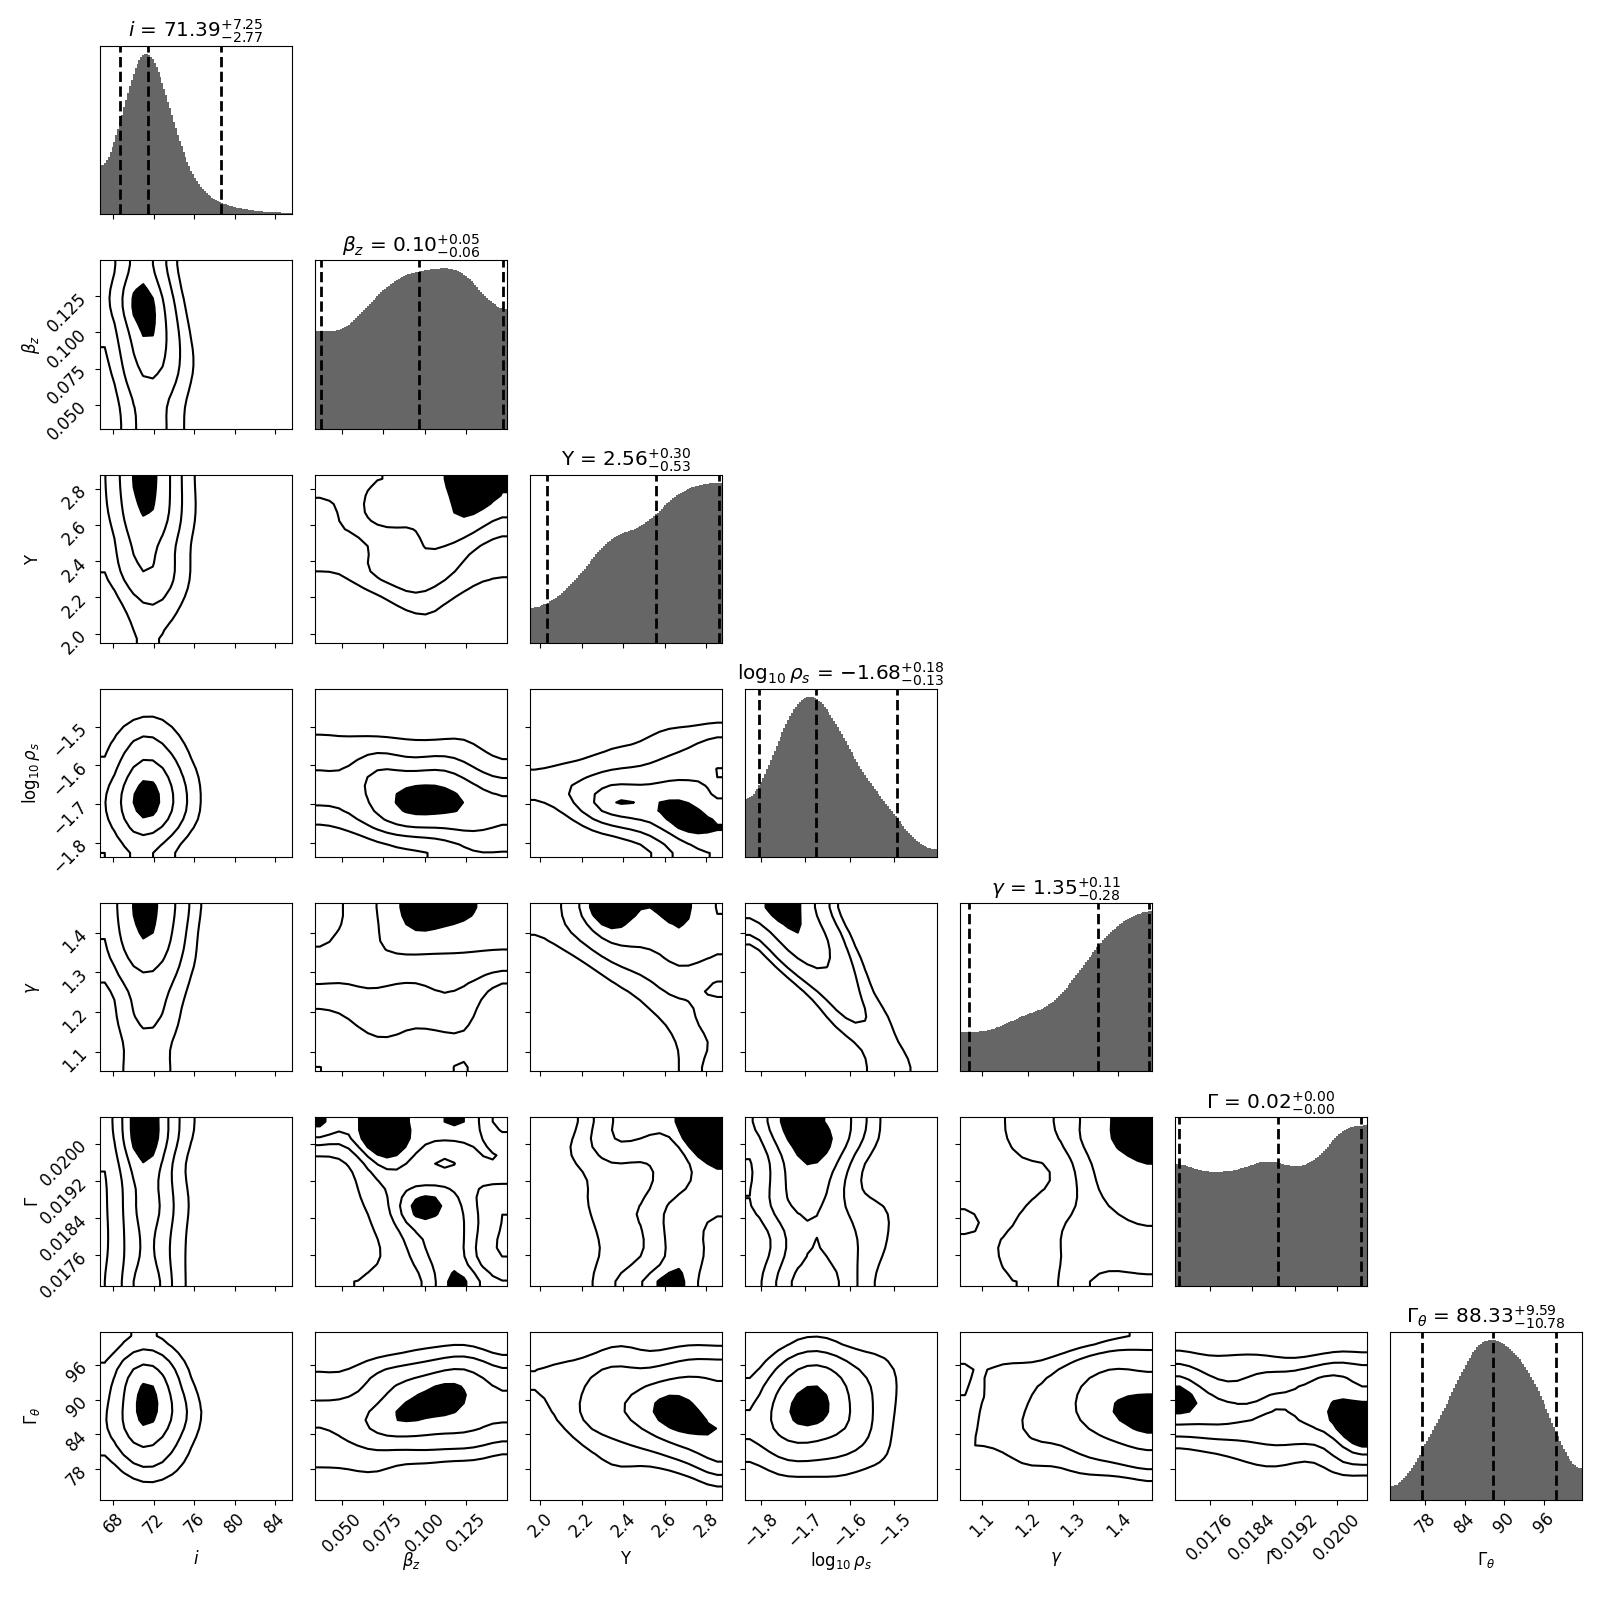 i = 71.39+7.25−2.77
βz = 0.10+0.05−0.06
0.125
0.100
0.075
0.050
βz
Υ = 2.56+0.30−0.53
2.8
2.6
2.4
2.2
2.0
Υ
log10 ρs = −1.68+0.18−0.13
−1.5
−1.6
−1.7
−1.8
log10 ρs
γ = 1.35+0.11−0.28
1.4
1.3
1.2
1.1
γ
Γ = 0.02+0.00−0.00
0.0200
0.0192
0.0184
0.0176
Γ
Γθ = 88.33+9.59−10.78
96
90
84
78
Γθ
68 72 76 80 84
0.050 0.075 0.100 0.125
2.0 2.2 2.4 2.6 2.8
−1.8 −1.7 −1.6 −1.5
1.1 1.2 1.3 1.4
0.0176 0.0184 0.0192 0.0200
78 84 90 96
i βz Υ log10 ρs γ Γ Γθ